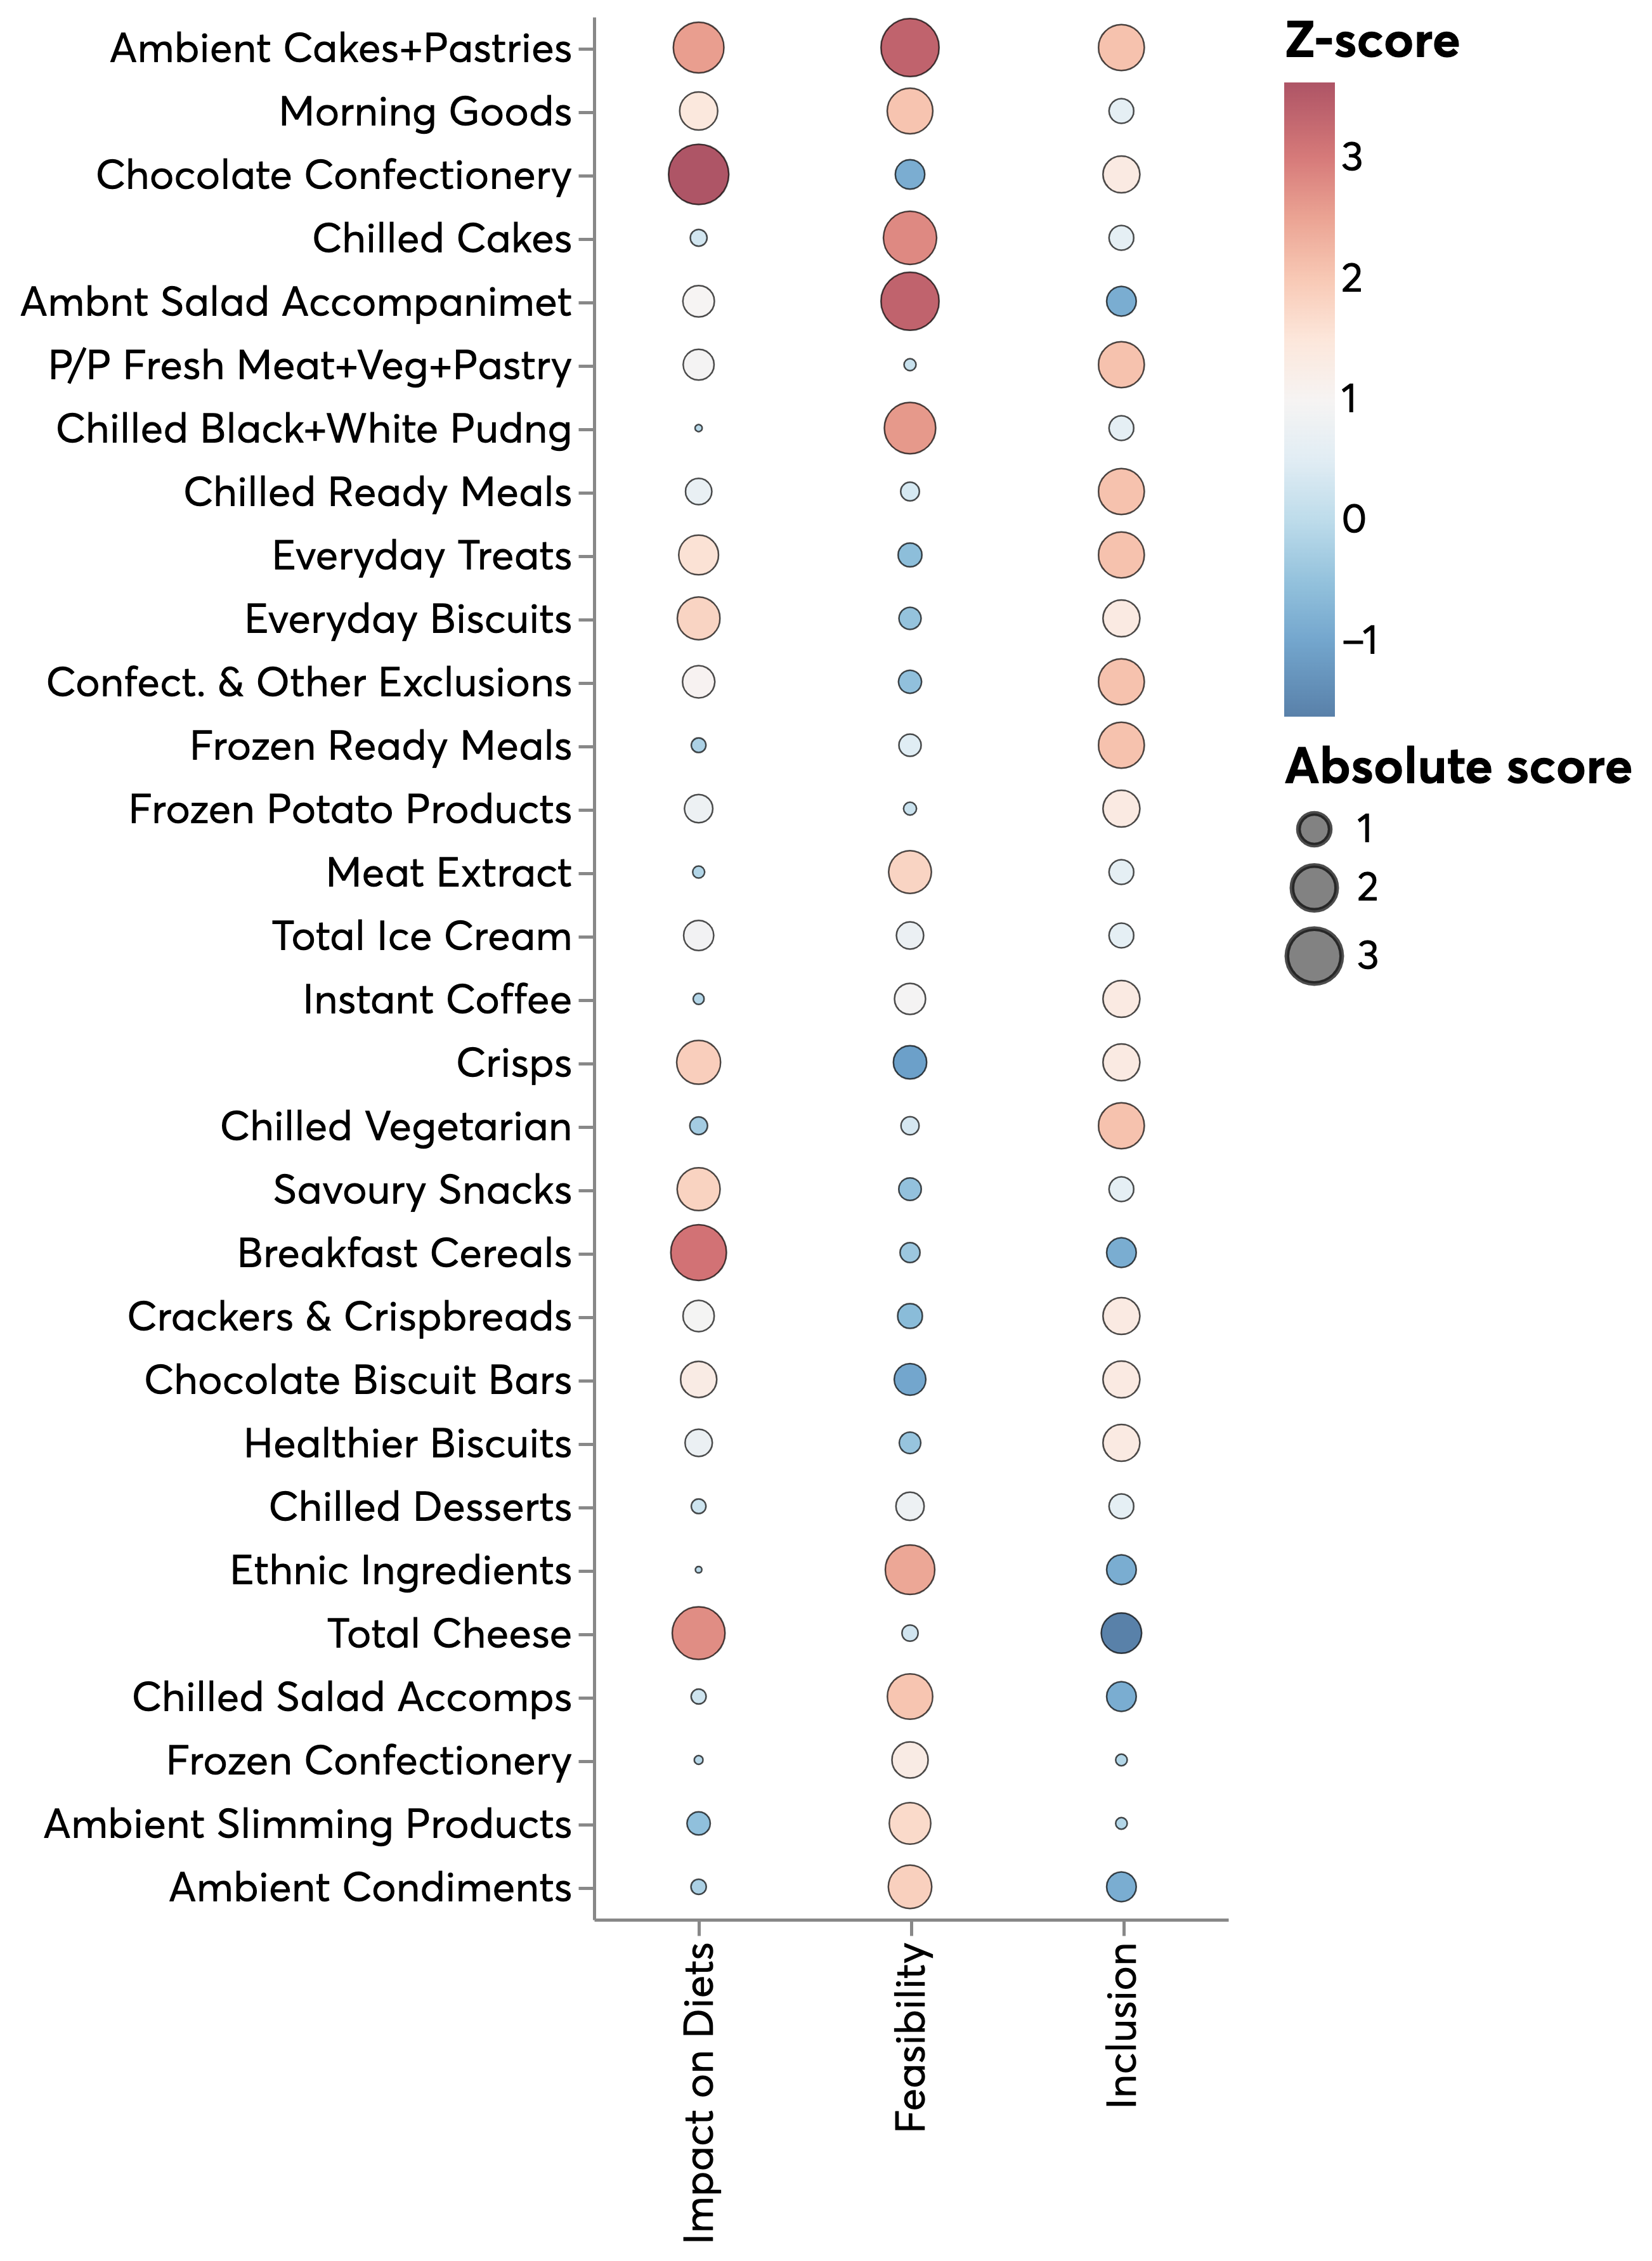 Ambient Cakes+Pastries
Morning Goods
Chocolate Confectionery
Chilled Cakes
Ambnt Salad Accompanimet
P/P Fresh Meat+Veg+Pastry
Chilled Black+White Pudng
Chilled Ready Meals
Everyday Treats
Everyday Biscuits
Confect. & Other Exclusions
Frozen Ready Meals
Frozen Potato Products
Meat Extract
Total Ice Cream
Instant Coffee
Crisps
Chilled Vegetarian
Savoury Snacks
Breakfast Cereals
Crackers & Crispbreads
Chocolate Biscuit Bars
Healthier Biscuits
Chilled Desserts
Ethnic Ingredients
Total Cheese
Chilled Salad Accomps
Frozen Confectionery
Ambient Slimming Products
Ambient Condiments
Impact on Diets
Feasibility
Inclusion
Z-score
3
2
1
0
−1
Absolute score
1
2
3